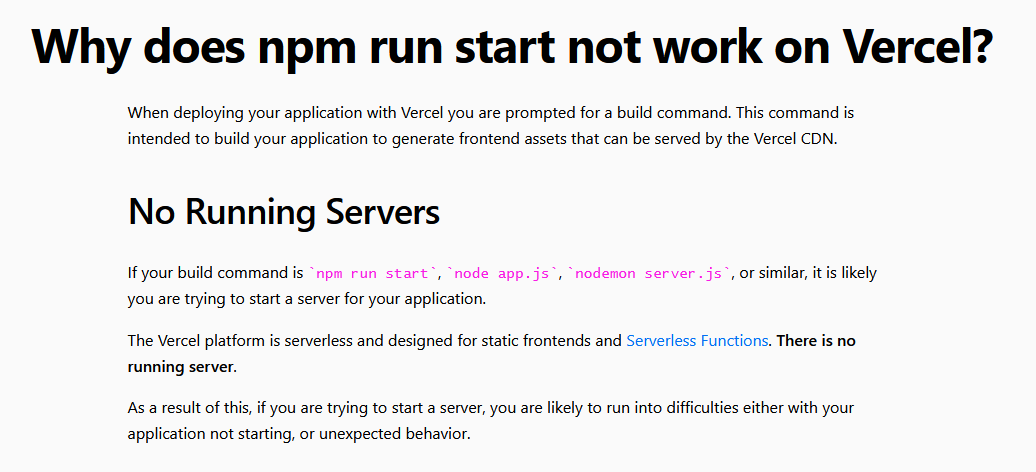 Why does npm run start not work on Vercel?
When deploying your application with Vercel you are prompted for a build command. This command is
intended to build your application to generate frontend assets that can be served by the Vercel CDN.
No Running Servers
If your build command is `npm run start`, `node app.js`, `nodemon server.js`, or similar, it is likely
you are trying to start a server for your application.
The Vercel platform is serverless and designed for static frontends and Serverless Functions. There is no
running server.
As a result of this, if you are trying to start a server, you are likely to run into difficulties either with your
application not starting, or unexpected behavior.